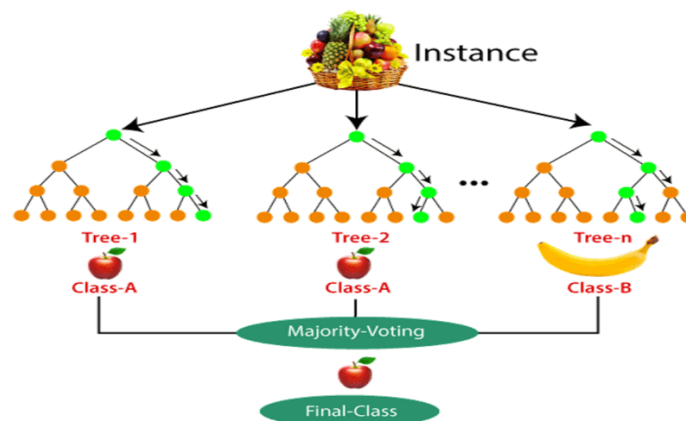 Instance
...
Tree-1
Tree-2
Tree-n
Class-A
Class-A
Class-B
Majority-Voting
Final-Class